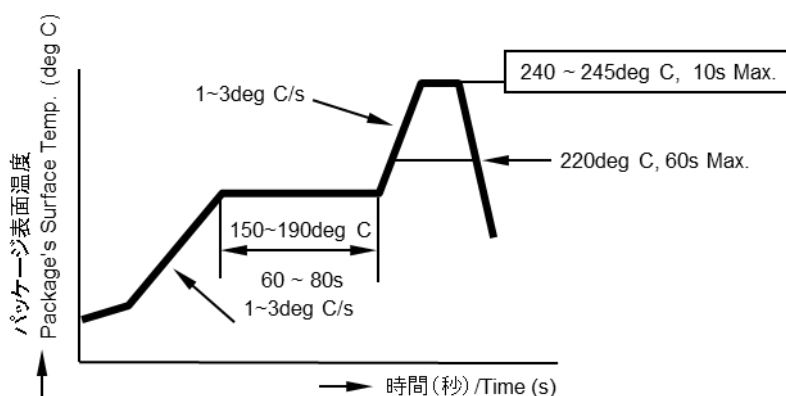 パッケージ表面温度
Package's Surface Temp. (deg C)
1~3deg C/s
240 ~ 245deg C, 10s Max.
220deg C, 60s Max.
150~190deg C
60 ~ 80s
1~3deg C/s
時間(秒)/Time (s)